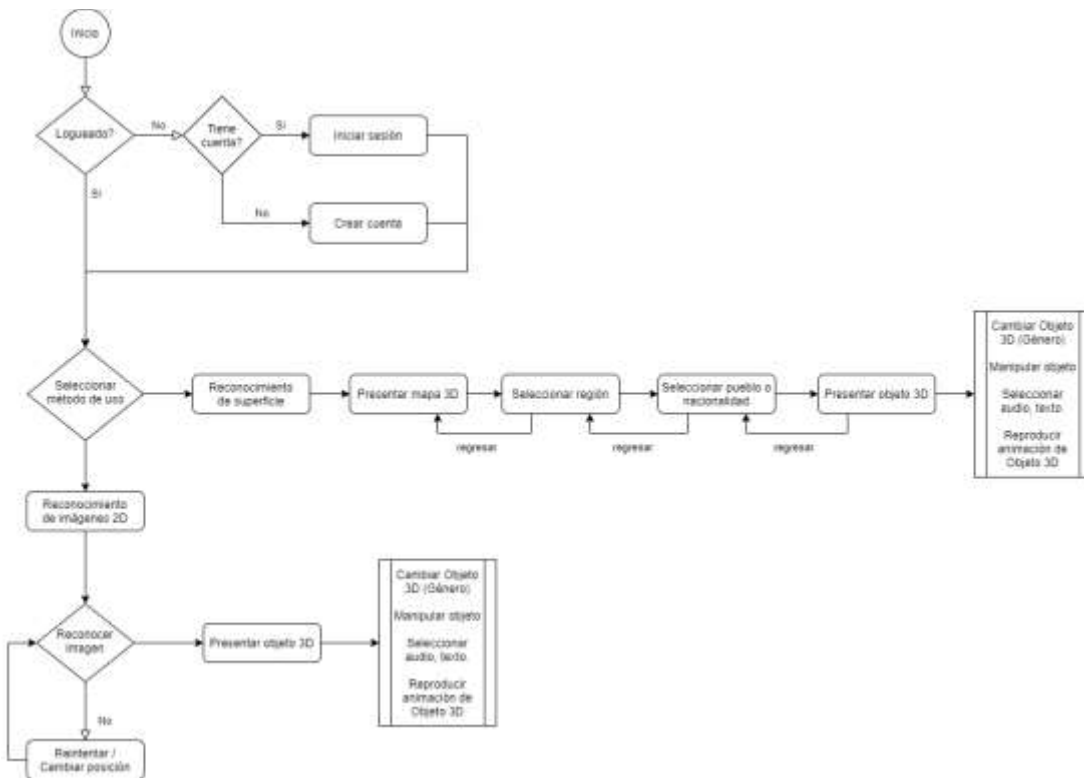 Inicio
Logueado?
No
Tiene
cuenta?
Si
Iniciar sesión
Si
No
Crear cuenta
Seleccionar
método de uso
Reconocimiento
de superficie
Presentar mapa 3D
Seleccionar región
Seleccionar pueblo o
nacionalidad
Presentar objeto 3D
regresar
regresar
regresar
Cambiar Objeto
3D (Género)
Manipular objeto
Seleccionar
audio, texto
Reproducir
animación de
Objeto 3D
Reconocimiento
de imágenes 2D
Reconocer
imagen
Presentar objeto 3D
Cambiar Objeto
3D (Género)
Manipular objeto
Seleccionar
audio, texto
Reproducir
animación de
Objeto 3D
No
Reintentar /
Cambiar posición